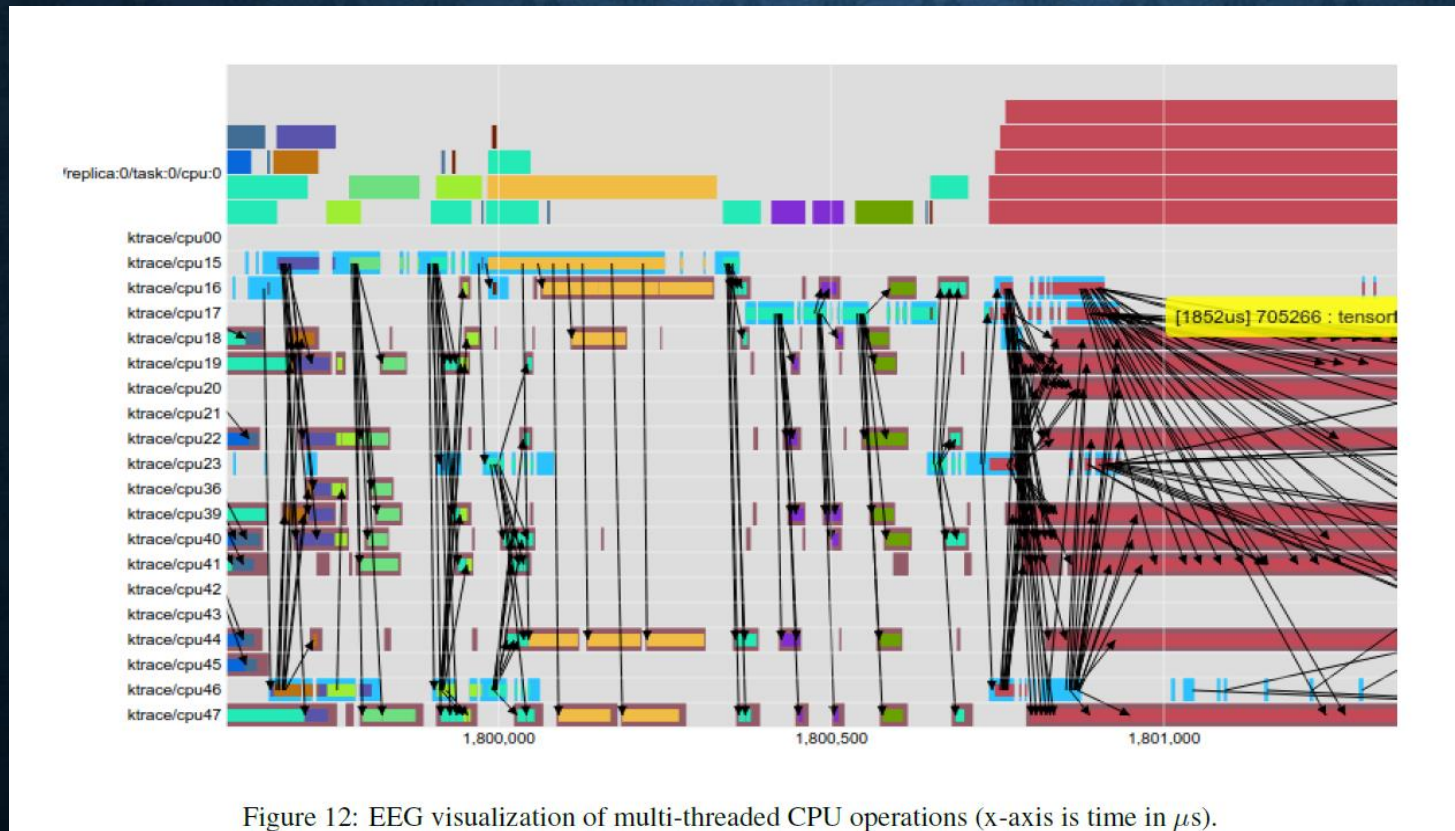 /replica:0/task:0/cpu:0
ktrace/cpu00
ktrace/cpu15
ktrace/cpu16
ktrace/cpu17
[1852us] 705266 : tensorf
ktrace/cpu18
ktrace/cpu19
ktrace/cpu20
ktrace/cpu21
ktrace/cpu22
ktrace/cpu23
ktrace/cpu36
ktrace/cpu39
ktrace/cpu40
ktrace/cpu41
ktrace/cpu42
ktrace/cpu43
ktrace/cpu44
ktrace/cpu45
ktrace/cpu46
ktrace/cpu47
1,800,000 1,800,500 1,801,000
Figure 12: EEG visualization of multi-threaded CPU operations (x-axis is time in μs).